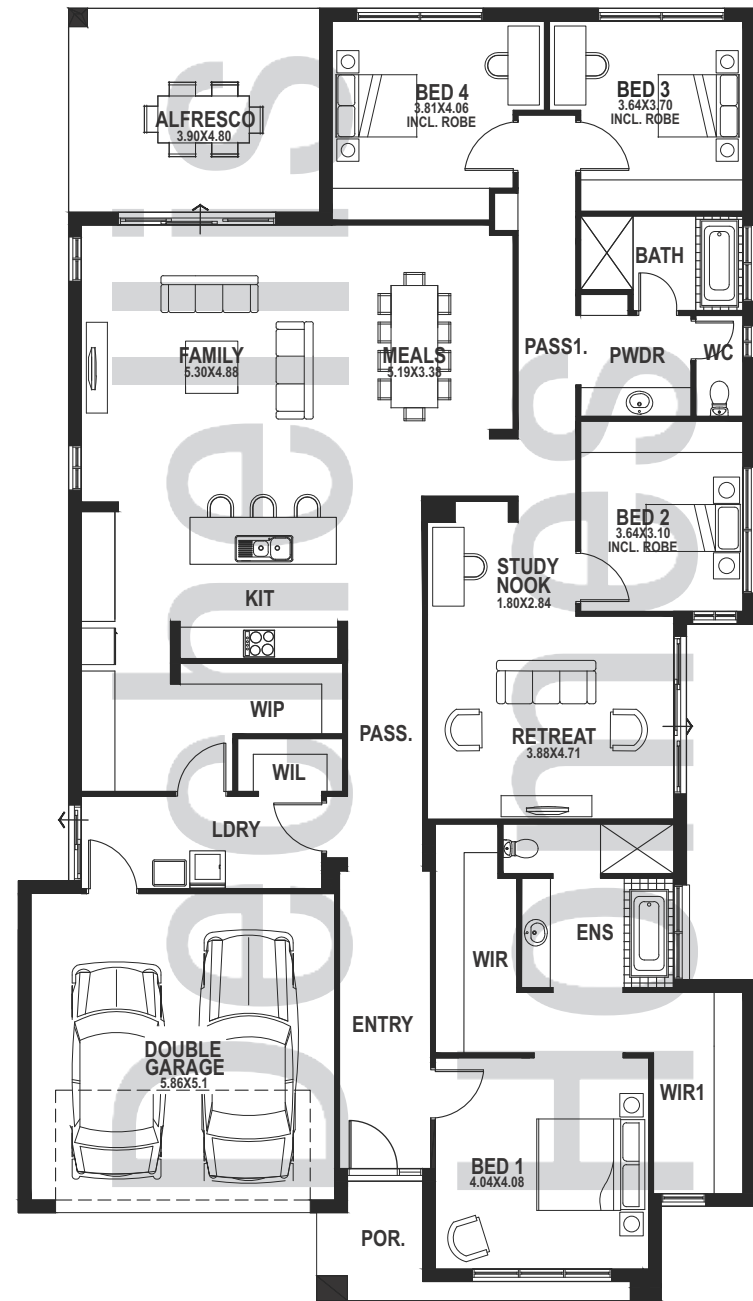 BED 4
3.81X4.06
INCL. ROBE
BED 3
3.64X3.70
INCL. ROBE
ALFRESCO
3.90X4.80
BATH
FAMILY
5.30X4.88
MEALS
5.19X3.38
PASS1.
PWDR
WC
BED 2
3.64X3.10
INCL. ROBE
STUDY
NOOK
1.80X2.84
KIT
WIP
PASS.
RETREAT
3.88X4.71
WIL
LDRY
WIR
ENS
ENTRY
DOUBLE
GARAGE
5.86X5.1
WIR1
BED 1
4.04X4.08
POR.